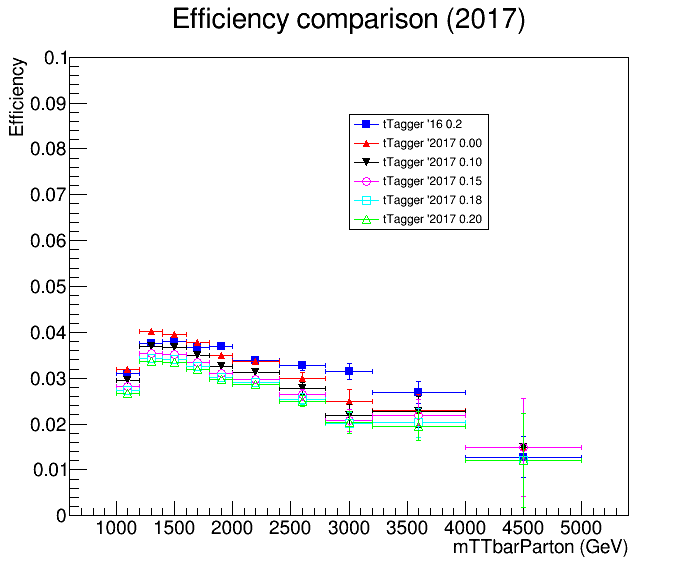 Efficiency comparison (2017)
Efficiency
0.1
0.09
0.08
0.07
0.06
0.05
0.04
0.03
0.02
0.01
0
tTagger '16 0.2
tTagger '2017 0.00
tTagger '2017 0.10
tTagger '2017 0.15
tTagger '2017 0.18
tTagger '2017 0.20
1000 1500 2000 2500 3000 3500 4000 4500 5000
mTTbarParton (GeV)